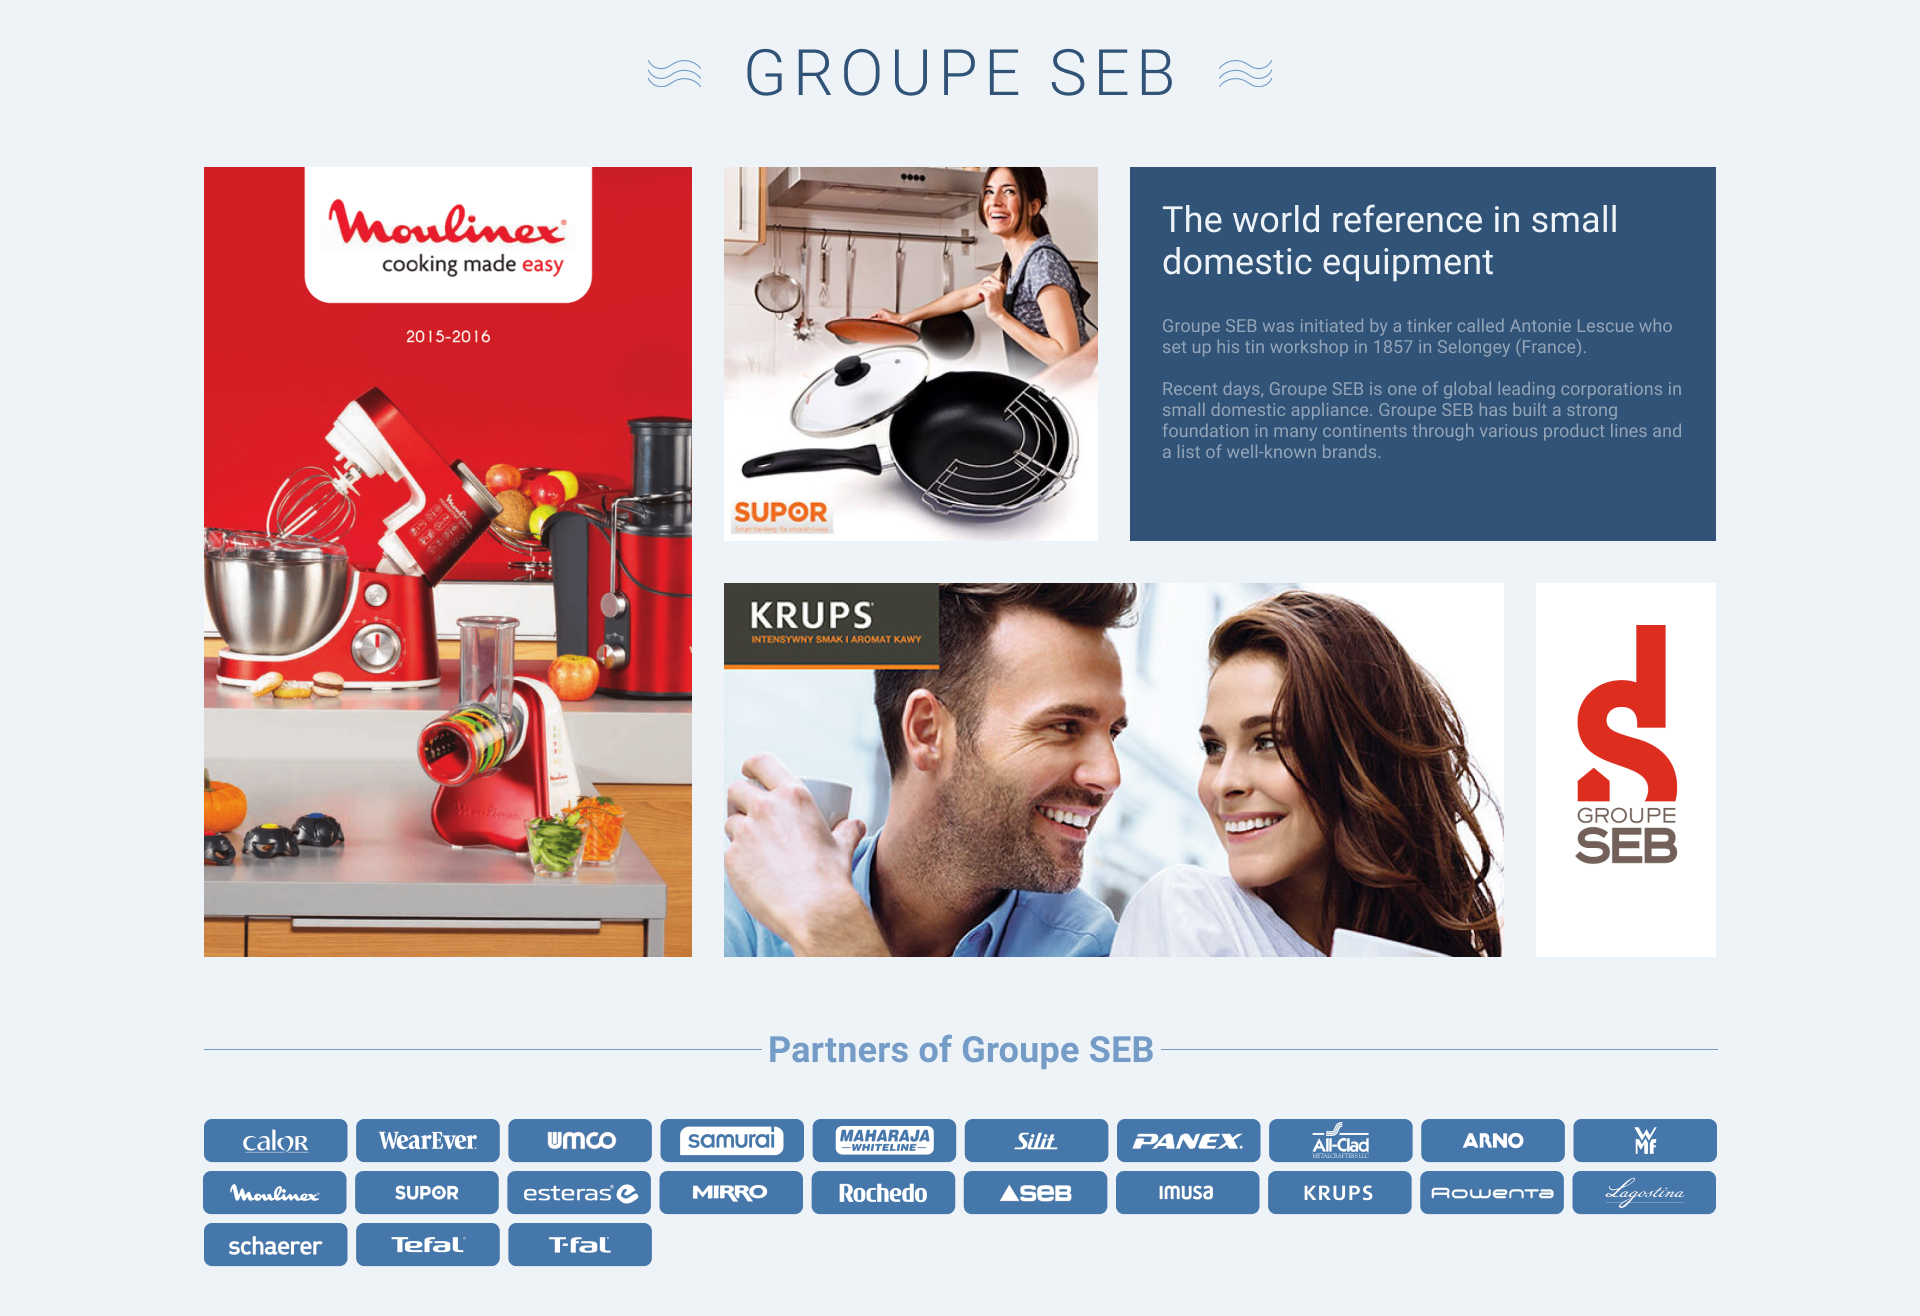 GROUPE SEB
Moulinex
cooking made easy
2015-2016
SUPOR
The world reference in small
domestic equipment
Groupe SEB was initiated by a tinker called Antonie Lescue who
set up his tin workshop in 1857 in Selongey (France).
Recent days, Groupe SEB is one of global leading corporations in
small domestic appliance. Groupe SEB has built a strong
foundation in many continents through various product lines and
a list of well-known brands.
KRUPS
INTENSYWNY SMAK I AROMAT KAWY
GROUPE
SEB
Partners of Groupe SEB
calor
WearEver
umco
samurai
MAHARAJA
WHITELINE
Silit
PANEX
All-Clad
METALCRAFTERS LLC
ARNO
WMF
Moulinex
SUPOR
esteras e
MIRRO
Rochedo
SEB
IMUSA
KRUPS
Rowenta
Lagostina
schaerer
Tefal
T-fal